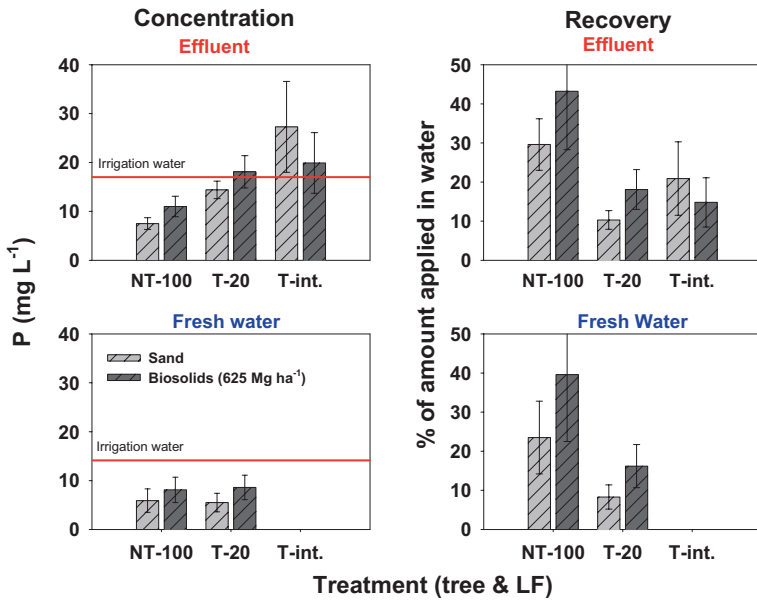 Concentration
Effluent
40
30
20
10
0
Irrigation water
NT-100 T-20 T-int.
Recovery
Effluent
50
40
30
20
10
0
NT-100 T-20 T-int.
P (mg L⁻¹)
% of amount applied in water
Fresh water
40
30
20
10
0
Sand
Biosolids (625 Mg ha⁻¹)
Irrigation water
NT-100 T-20 T-int.
Fresh Water
50
40
30
20
10
0
NT-100 T-20 T-int.
Treatment (tree & LF)